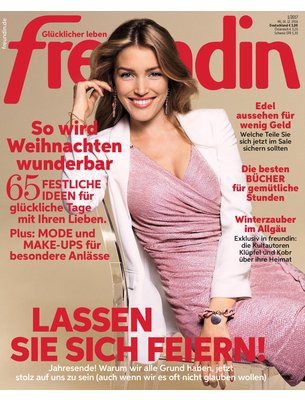 Glücklicher leben
freundin
freundin.de
So wird
Weihnachten
wunderbar
65 FESTLICHE
IDEEN für
glückliche Tage
mit Ihren Lieben.
Plus: MODE und
MAKE-UPS für
besondere Anlässe
Edel
aussehen für
wenig Geld
Welche Teile Sie
sich jetzt im Sale
sichern sollten
Die besten
BÜCHER
für gemütliche
Stunden
Winterzauber
im Allgäu
Exklusiv in freundin:
die Kultautoren
Klüpfel und Kobr
über ihre Heimat
LASSEN
SIE SICH FEIERN!
Jahresende! Warum wir alle Grund haben, jetzt
stolz auf uns zu sein (auch wenn wir es oft nicht glauben wollen)